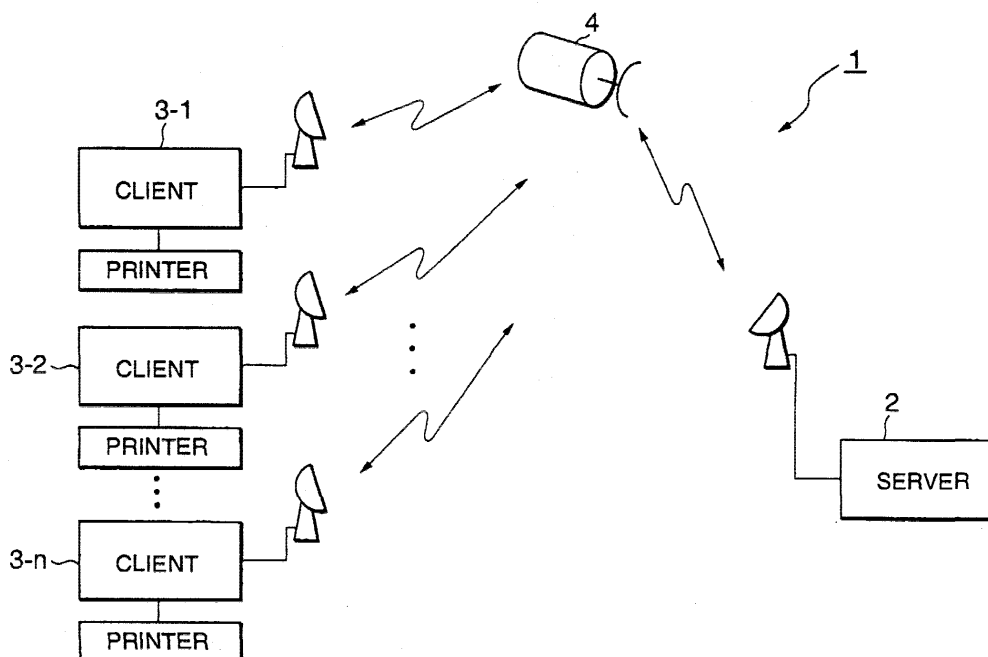 4
1
3-1
CLIENT
PRINTER
3-2
CLIENT
PRINTER
2
SERVER
3-n
CLIENT
PRINTER